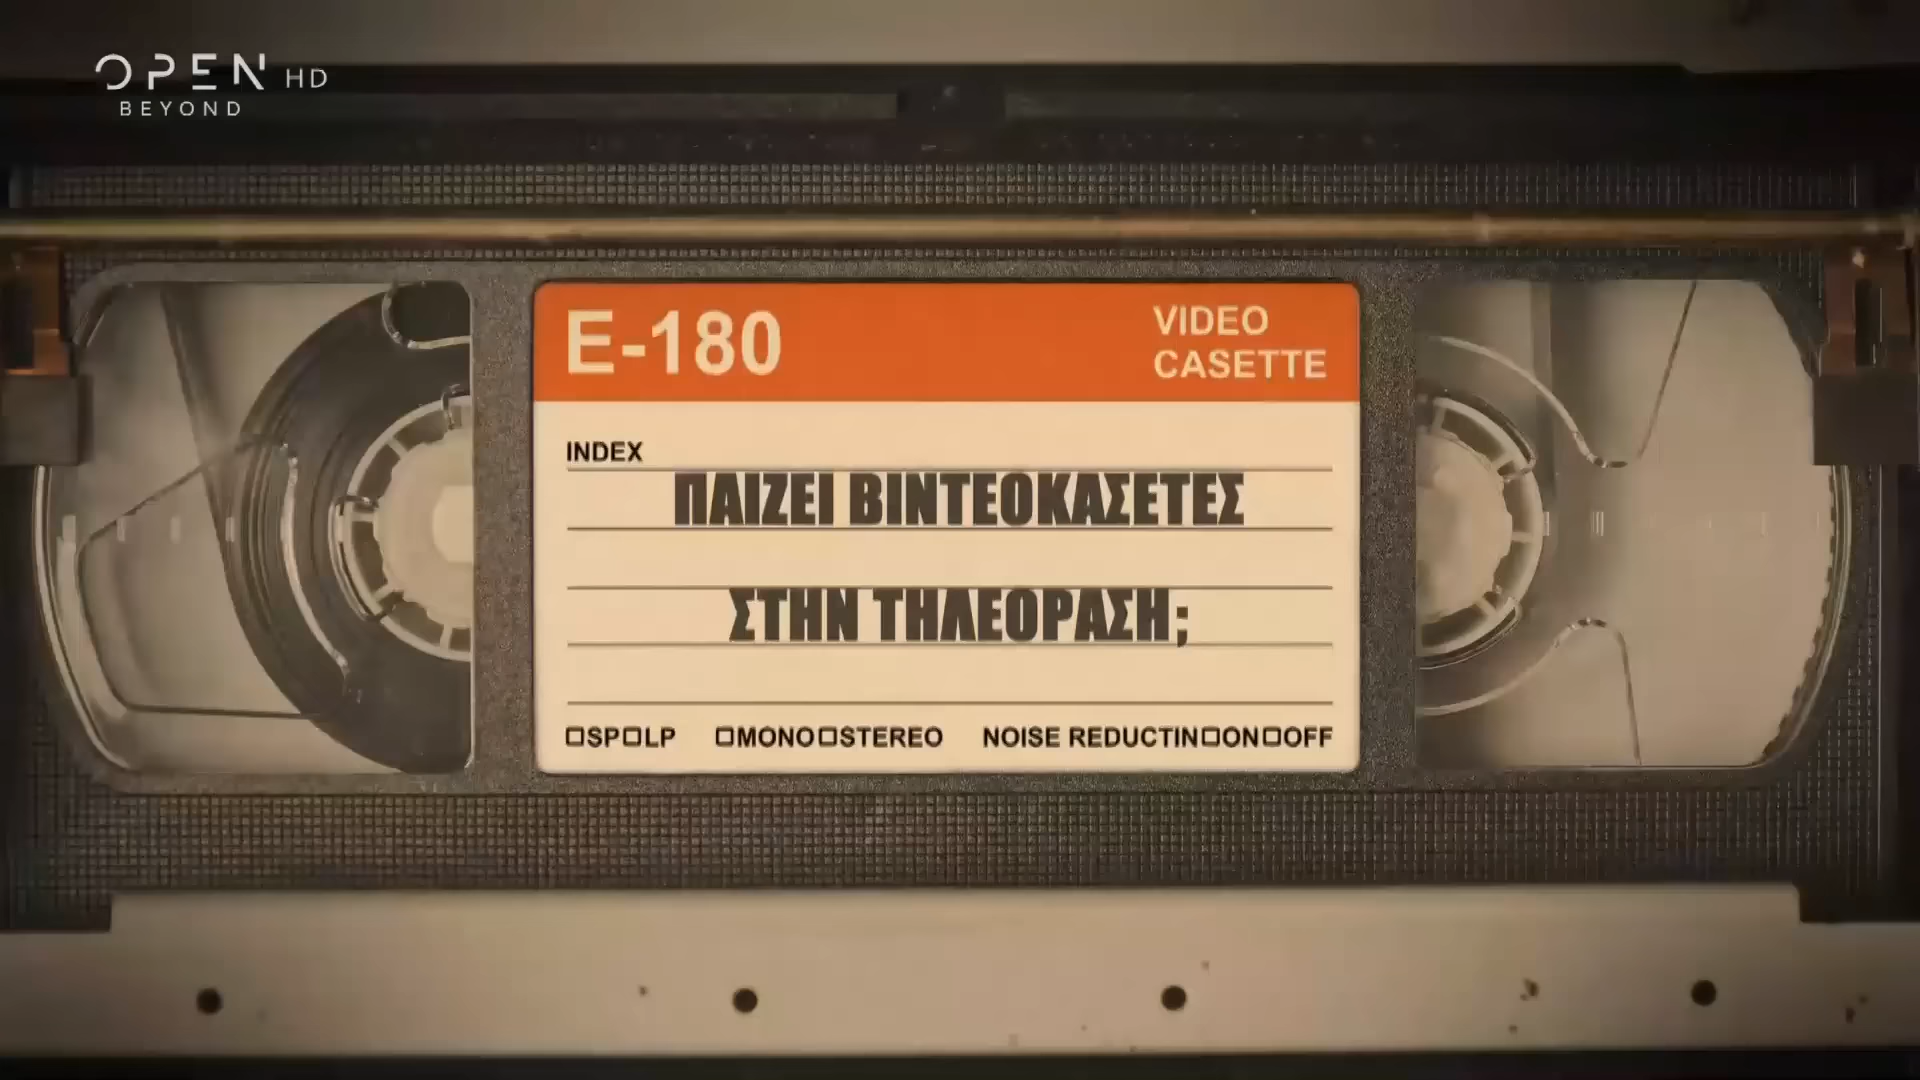 OPEN HD
BEYOND
E-180
VIDEO
CASETTE
INDEX
ΠΑΙΖΕΙ ΒΙΝΤΕΟΚΑΣΕΤΕΣ
ΣΤΗΝ ΤΗΛΕΟΡΑΣΗ;
☐SP☐LP ☐MONO☐STEREO NOISE REDUCTIN☐ON☐OFF